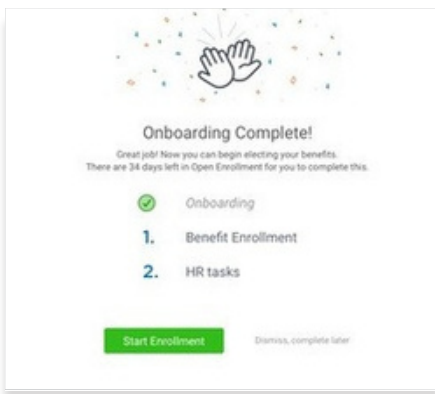 Onboarding Complete!
Great job! Now you can begin electing your benefits.
There are 34 days left in Open Enrollment for you to complete this.
Onboarding
1. Benefit Enrollment
2. HR tasks
Start Enrollment
Dismiss, complete later